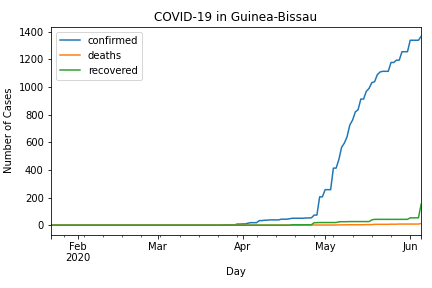 COVID-19 in Guinea-Bissau
1400
1200
1000
800
600
400
200
0
Number of Cases
confirmed
deaths
recovered
Feb
2020
Mar
Apr
May
Jun
Day